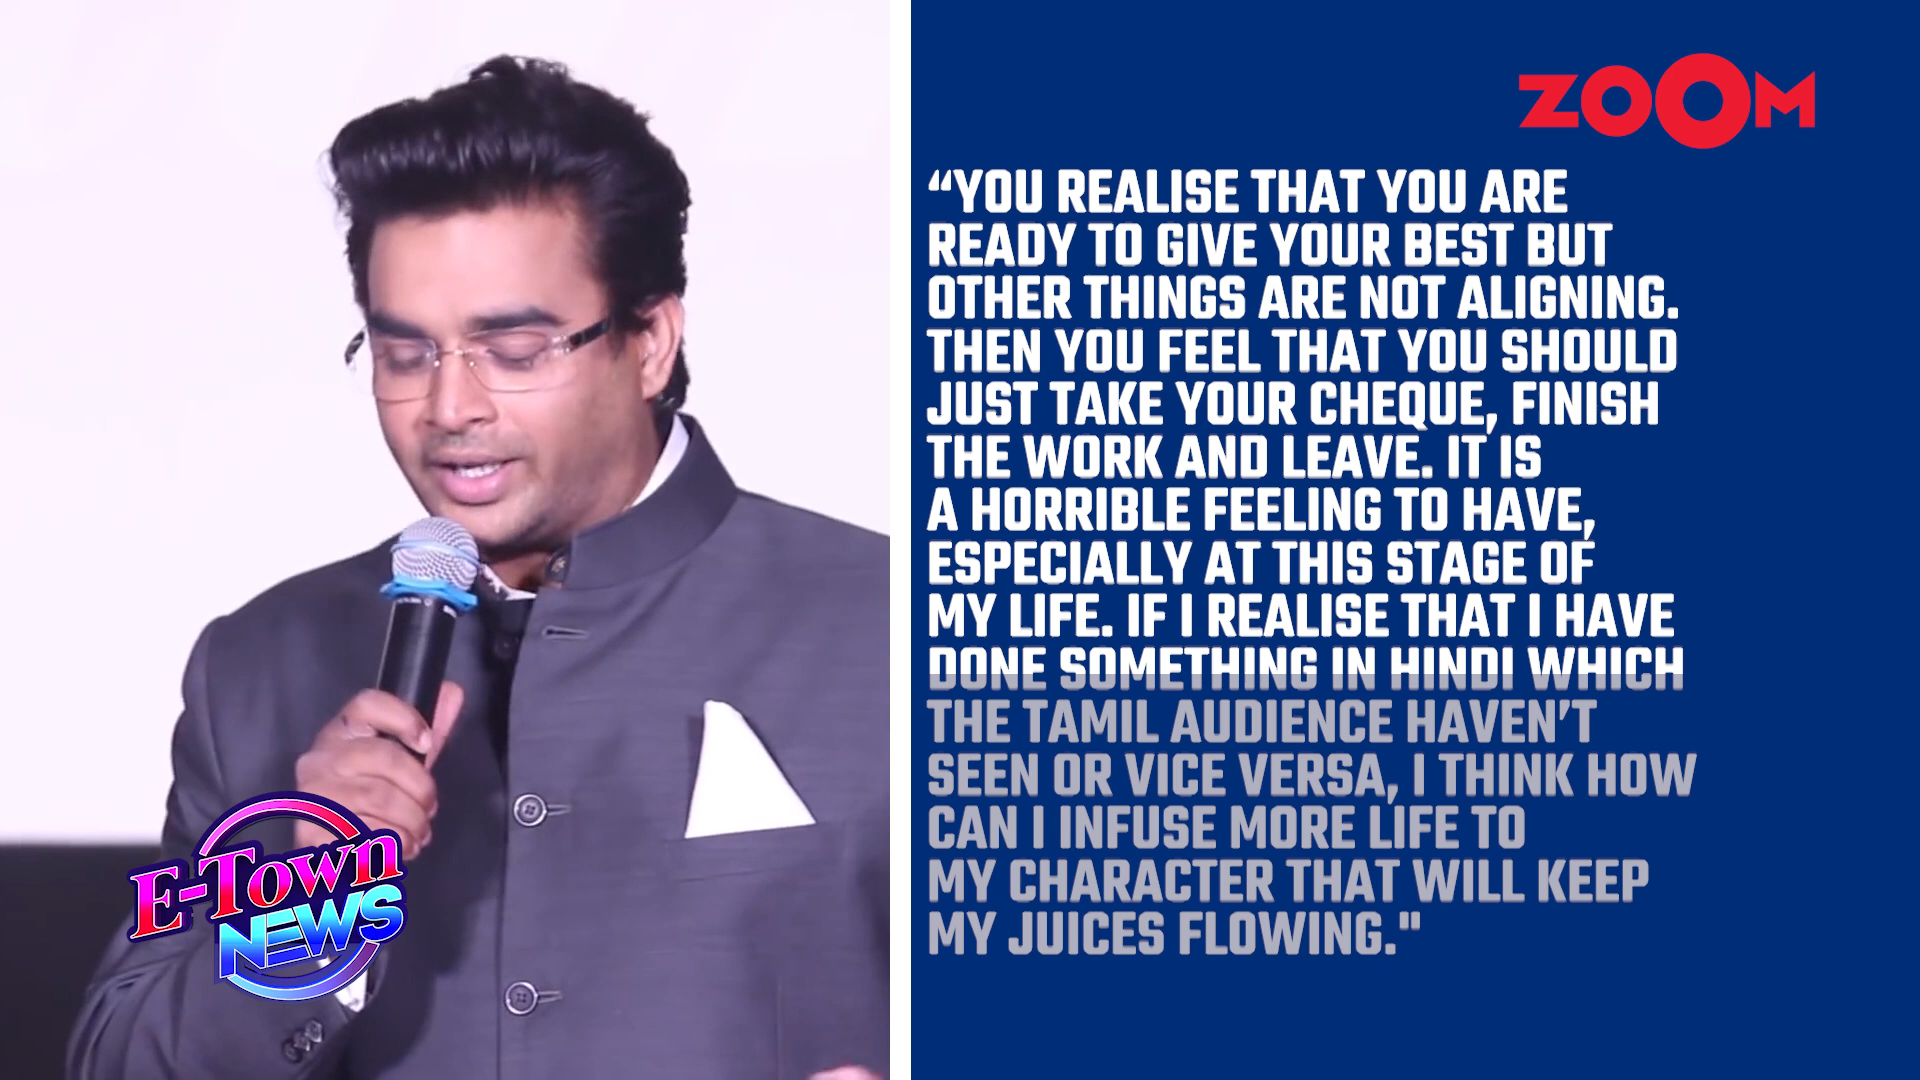 ZOOM
“YOU REALISE THAT YOU ARE
READY TO GIVE YOUR BEST BUT
OTHER THINGS ARE NOT ALIGNING.
THEN YOU FEEL THAT YOU SHOULD
JUST TAKE YOUR CHEQUE, FINISH
THE WORK AND LEAVE. IT IS
A HORRIBLE FEELING TO HAVE,
ESPECIALLY AT THIS STAGE OF
MY LIFE. IF I REALISE THAT I HAVE
DONE SOMETHING IN HINDI WHICH
THE TAMIL AUDIENCE HAVEN’T
SEEN OR VICE VERSA, I THINK HOW
CAN I INFUSE MORE LIFE TO
MY CHARACTER THAT WILL KEEP
MY JUICES FLOWING."
E-TOWN
NEWS